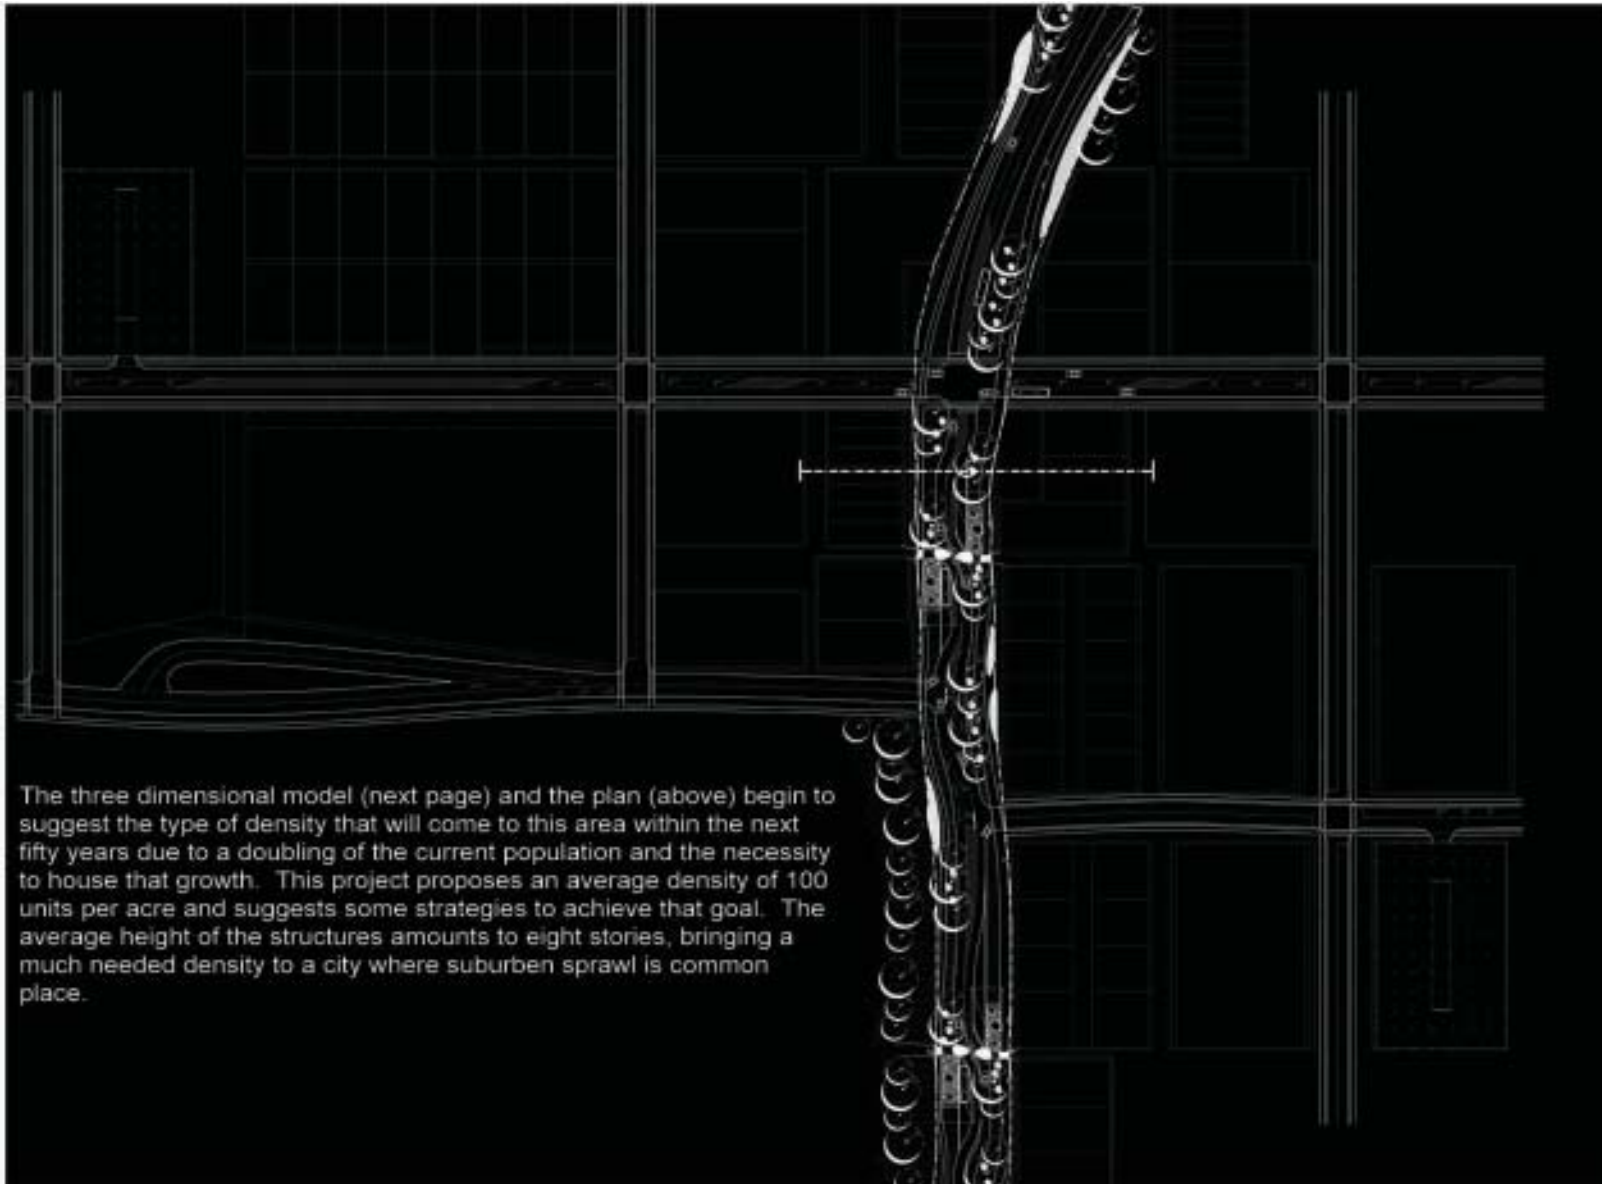 The three dimensional model (next page) and the plan (above) begin to
suggest the type of density that will come to this area within the next
fifty years due to a doubling of the current population and the necessity
to house that growth.  This project proposes an average density of 100
units per acre and suggests some strategies to achieve that goal.  The
average height of the structures amounts to eight stories, bringing a
much needed density to a city where suburben sprawl is common
place.